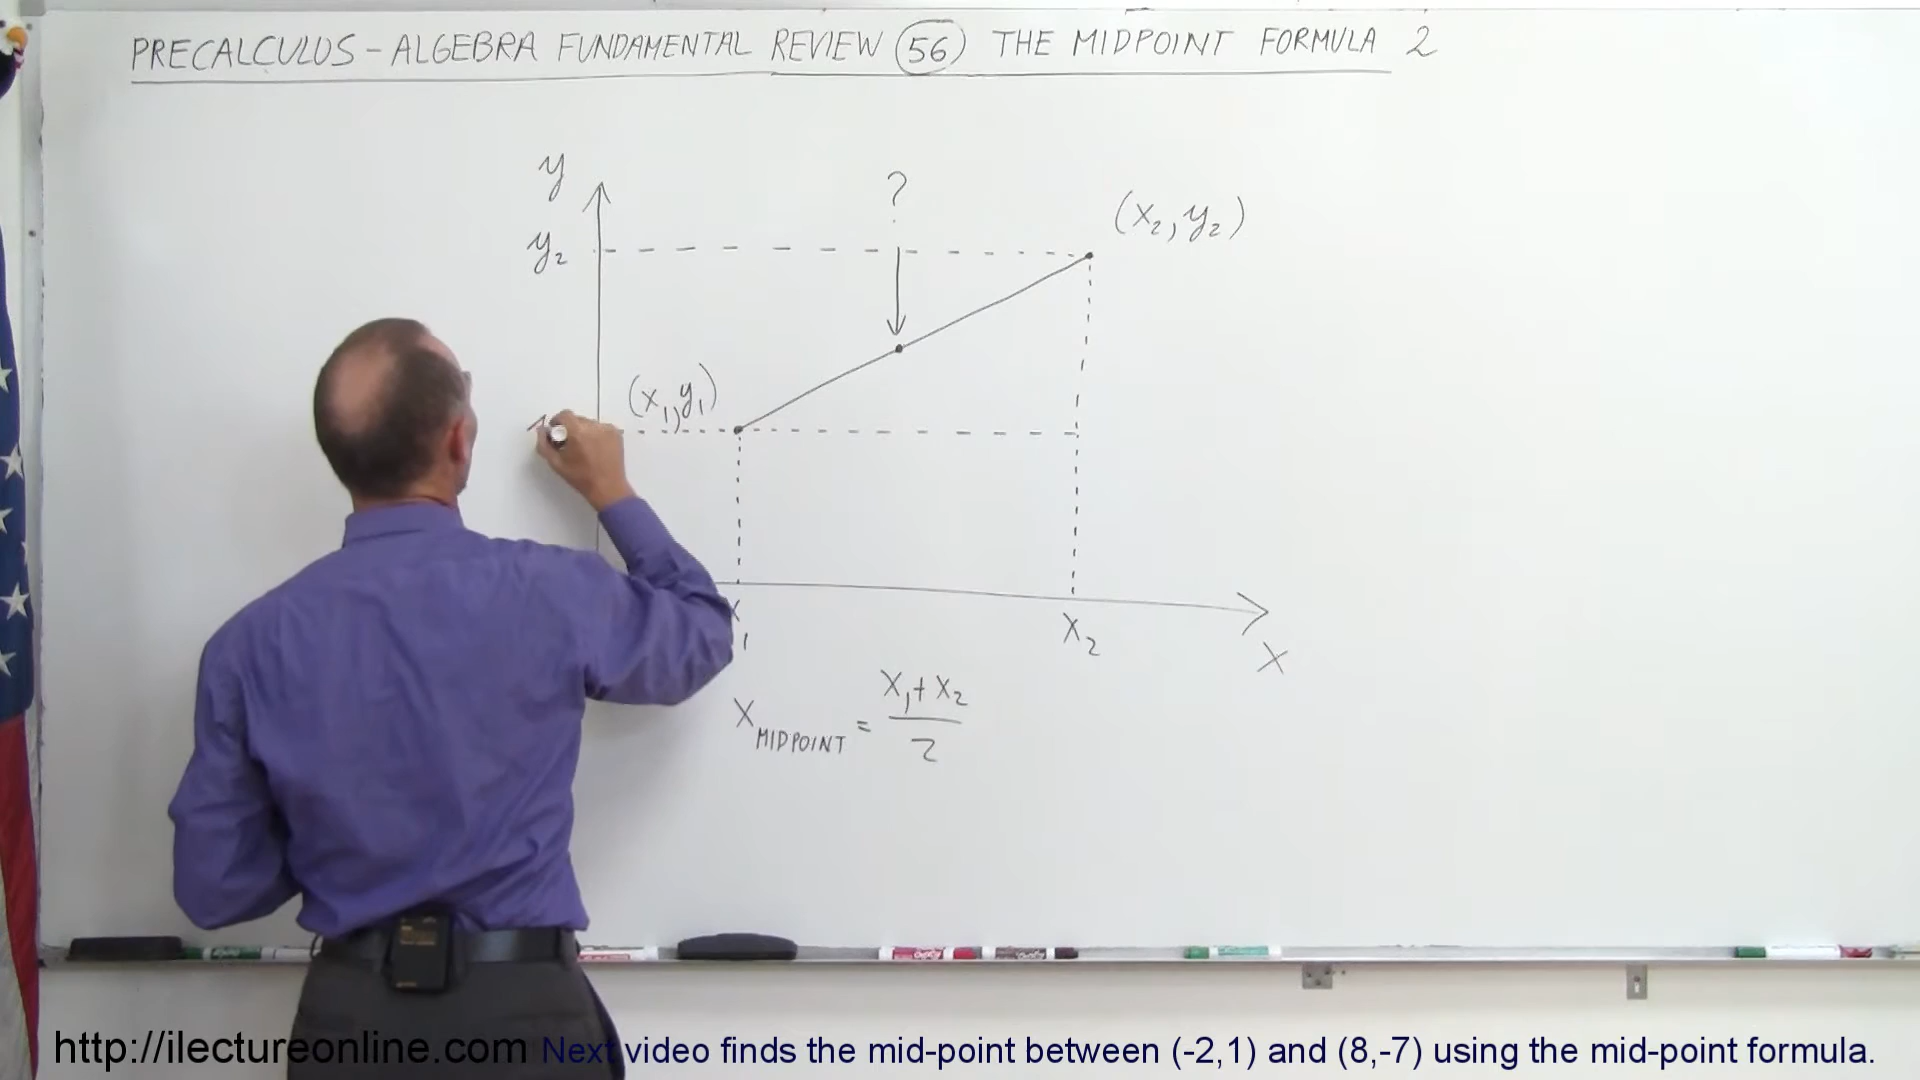 PRECALCULUS - ALGEBRA FUNDAMENTAL REVIEW 56 THE MIDPOINT FORMULA 2
y
?
(x₂, y₂)
y₂
(x₁, y₁)
x₁
x₂
x
x MIDPOINT = x₁ + x₂ / 2
http://ilectureonline.com Next video finds the mid-point between (-2,1) and (8,-7) using the mid-point formula.